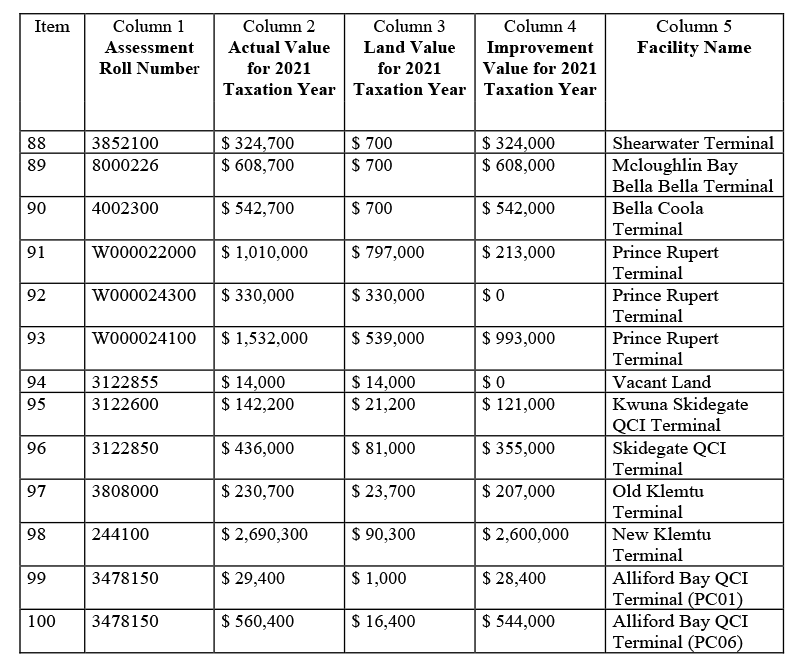 Item Column 1 Column 2 Column 3 Column 4 Column 5
Assessment Actual Value Land Value Improvement Facility Name
Roll Number for 2021 for 2021 Value for 2021
Taxation Year Taxation Year Taxation Year
88 3852100 $ 324,700 $ 700 $ 324,000 Shearwater Terminal
89 8000226 $ 608,700 $ 700 $ 608,000 Mcloughlin Bay
Bella Bella Terminal
90 4002300 $ 542,700 $ 700 $ 542,000 Bella Coola
Terminal
91 W000022000 $ 1,010,000 $ 797,000 $ 213,000 Prince Rupert
Terminal
92 W000024300 $ 330,000 $ 330,000 $ 0 Prince Rupert
Terminal
93 W000024100 $ 1,532,000 $ 539,000 $ 993,000 Prince Rupert
Terminal
94 3122855 $ 14,000 $ 14,000 $ 0 Vacant Land
95 3122600 $ 142,200 $ 21,200 $ 121,000 Kwuna Skidegate
QCI Terminal
96 3122850 $ 436,000 $ 81,000 $ 355,000 Skidegate QCI
Terminal
97 3808000 $ 230,700 $ 23,700 $ 207,000 Old Klemtu
Terminal
98 244100 $ 2,690,300 $ 90,300 $ 2,600,000 New Klemtu
Terminal
99 3478150 $ 29,400 $ 1,000 $ 28,400 Alliford Bay QCI
Terminal (PC01)
100 3478150 $ 560,400 $ 16,400 $ 544,000 Alliford Bay QCI
Terminal (PC06)